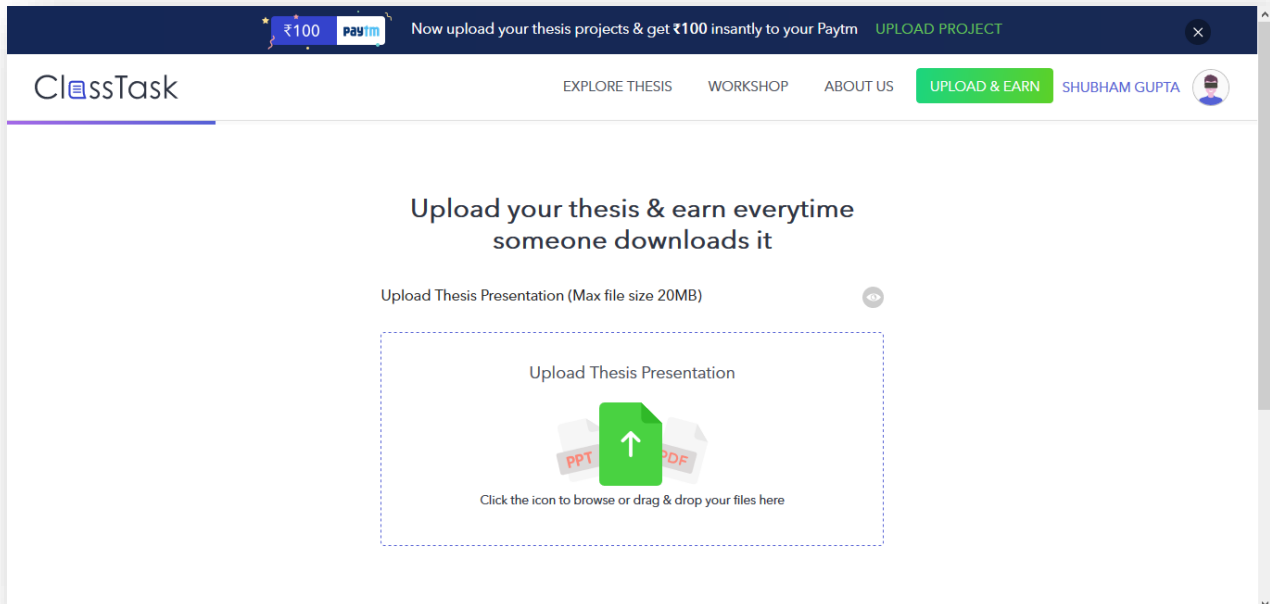 ₹100 paytm Now upload your thesis projects & get ₹100 insantly to your Paytm UPLOAD PROJECT
ClassTask EXPLORE THESIS WORKSHOP ABOUT US UPLOAD & EARN SHUBHAM GUPTA
Upload your thesis & earn everytime
someone downloads it
Upload Thesis Presentation (Max file size 20MB)
Upload Thesis Presentation
PPT PDF
Click the icon to browse or drag & drop your files here